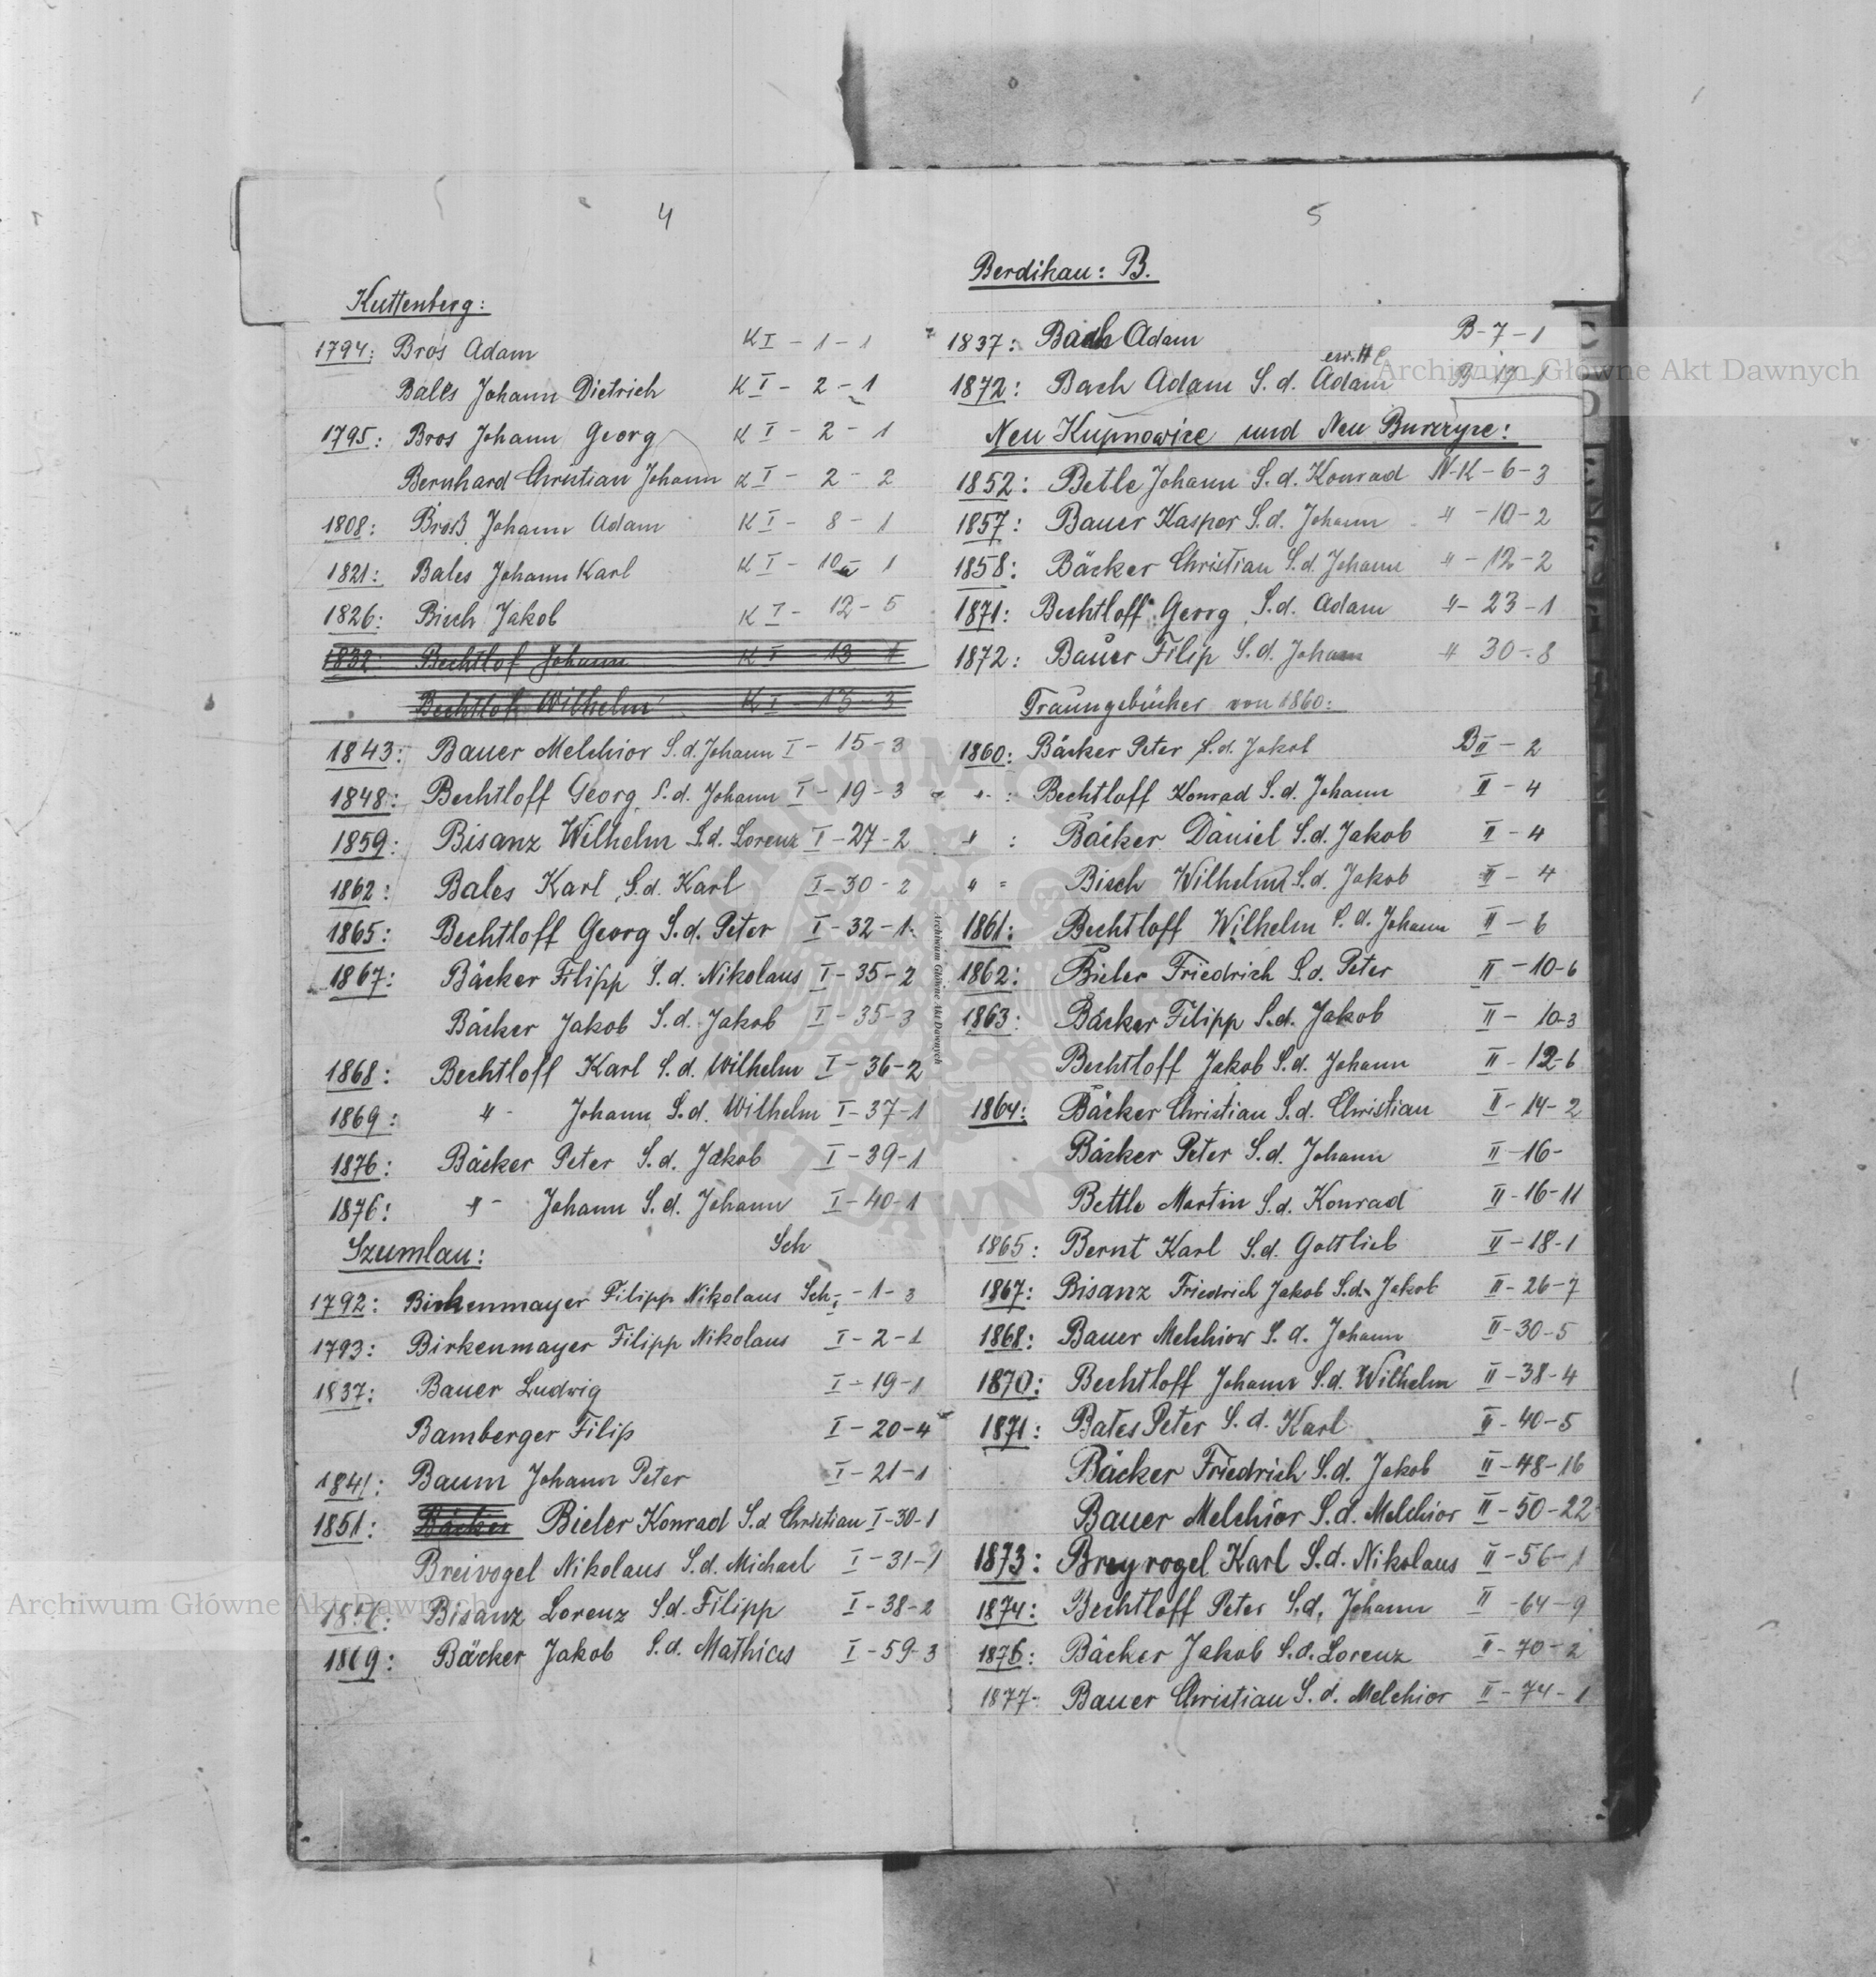 4
Kuttenberg:
1794: Bros Adam K I - 1 - 1
Bales Johann Dietrich K I - 2 - 1
1795: Bros Johann Georg K I - 2 - 1
Bernhard Christian Johann K I - 2 - 2
1808: Broß Johann Adam K I - 8 - 1
1821: Bales Johann Karl K I - 10 - 1
1826: Bisch Jakob K I - 12 - 5
1832: Bechtlof Johann K I - 13
Bechtlof Wilhelm K I - 13 - 3
1843: Bauer Melchior S. d. Johann I - 15 - 3
1848: Bechtloff Georg S. d. Johann I - 19 - 3
1859: Bisanz Wilhelm S. d. Lorenz I - 27 - 2
1862: Bales Karl S. d. Karl I - 30 - 2
1865: Bechtloff Georg S. d. Peter I - 32 - 1
1867: Bäcker Filipp S. d. Nikolaus I - 35 - 2
Bäcker Jakob S. d. Jakob I - 35 - 3
1868: Bechtloff Karl S. d. Wilhelm I - 36 - 2
1869: " - Johann S. d. Wilhelm I - 37 - 1
1876: Bäcker Peter S. d. Jakob I - 39 - 1
1876: " - Johann S. d. Johann I - 40 - 1
Szumlau: Sch
1792: Birkenmayer Filipp Nikolaus Sch I - 1 - 3
1793: Birkenmayer Filipp Nikolaus I - 2 - 1
1837: Bauer Ludwig I - 19 - 1
Bamberger Filip I - 20 - 4
1841: Baum Johann Peter I - 21 - 1
1851: Bäcker Bieler Konrad S. d. Christian I - 30 - 1
Breivogel Nikolaus S. d. Michael I - 31 - 1
Bisanz Lorenz S. d. Filipp I - 38 - 2
1869: Bäcker Jakob S. d. Mathias I - 59 - 3
5
Berdikau: B.
1837: Bach Adam B - 7 - 1
1872: Bach Adam S. d. Adam B - 17 - 1
Neu Kupnowice und Neu Burczyce:
1852: Betle Johann S. d. Konrad N-K - 6 - 3
1857: Bauer Kasper S. d. Johann " - 10 - 2
1858: Bäcker Christian S. d. Johann " - 12 - 2
1871: Bechtloff Georg S. d. Adam " - 23 - 1
1872: Bauer Filip S. d. Johann " 30 - 8
Trauungsbücher von 1860:
1860: Bäcker Peter S. d. Jakob B II - 2
" : Bechtloff Konrad S. d. Johann II - 4
" : Bäcker Daniel S. d. Jakob II - 4
" = Bisch Wilhelm S. d. Jakob II - 4
1861: Bechtloff Wilhelm S. d. Johann II - 6
1862: Bieler Friedrich S. d. Peter II - 10-6
1863: Bäcker Filipp S. d. Jakob II - 10-3
Bechtloff Jakob S. d. Johann II - 12-6
1864: Bäcker Christian S. d. Christian II - 14 - 2
Bäcker Peter S. d. Johann II - 16 -
Bettle Martin S. d. Konrad II - 16 - 11
1865: Bernt Karl S. d. Gottlieb II - 18 - 1
1867: Bisanz Friedrich Jakob S. d. Jakob II - 26 - 7
1868: Bauer Melchior S. d. Johann II - 30 - 5
1870: Bechtloff Johann S. d. Wilhelm II - 38 - 4
1871: Bates Peter S. d. Karl II - 40 - 5
Bäcker Friedrich S. d. Jakob II - 48 - 16
Bauer Melchior S. d. Melchior II - 50 - 22
1873: Breyvogel Karl S. d. Nikolaus II - 56 - 1
1874: Bechtloff Peter S. d. Johann II - 64 - 9
1876: Bäcker Jakob S. d. Lorenz II - 70 - 2
1877- Bauer Christian S. d. Melchior II - 74 - 1
Archiwum Główne Akt Dawnych
Archiwum Główne Akt Dawnych
Archiwum Główne Akt Dawnych